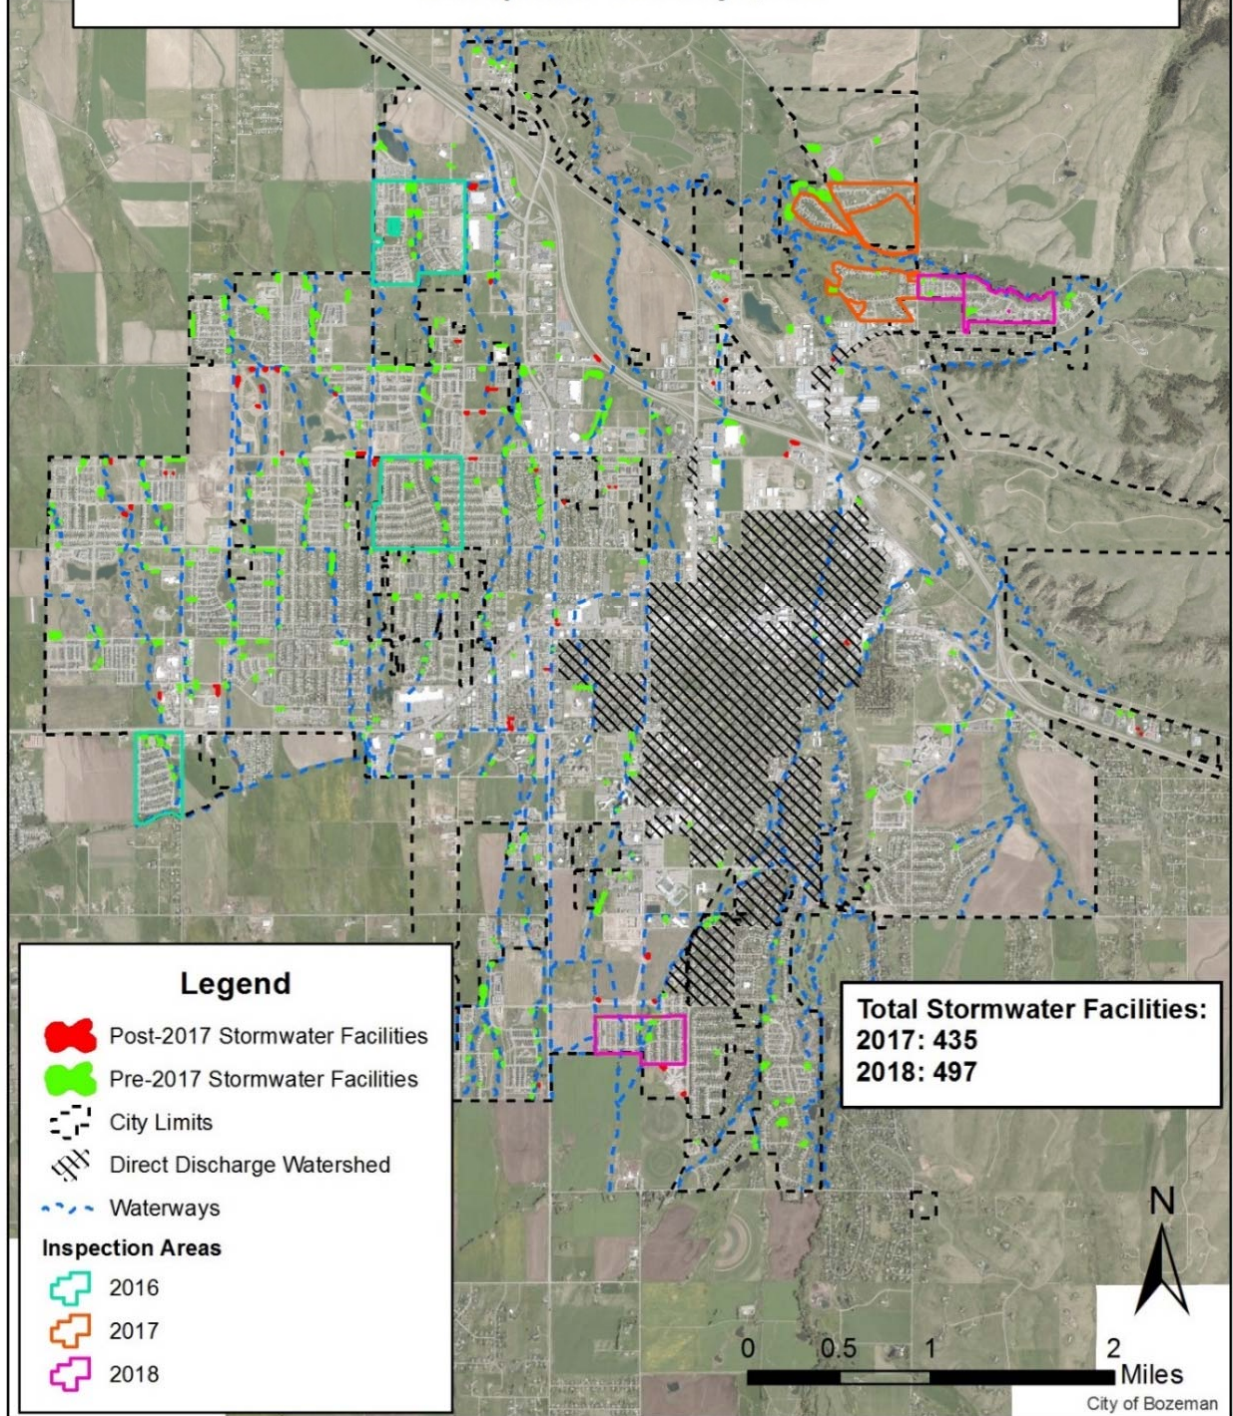 Legend
Post-2017 Stormwater Facilities
Pre-2017 Stormwater Facilities
City Limits
Direct Discharge Watershed
Waterways
Inspection Areas
2016
2017
2018
Total Stormwater Facilities:
2017: 435
2018: 497
N
0 0.5 1 2
Miles
City of Bozeman